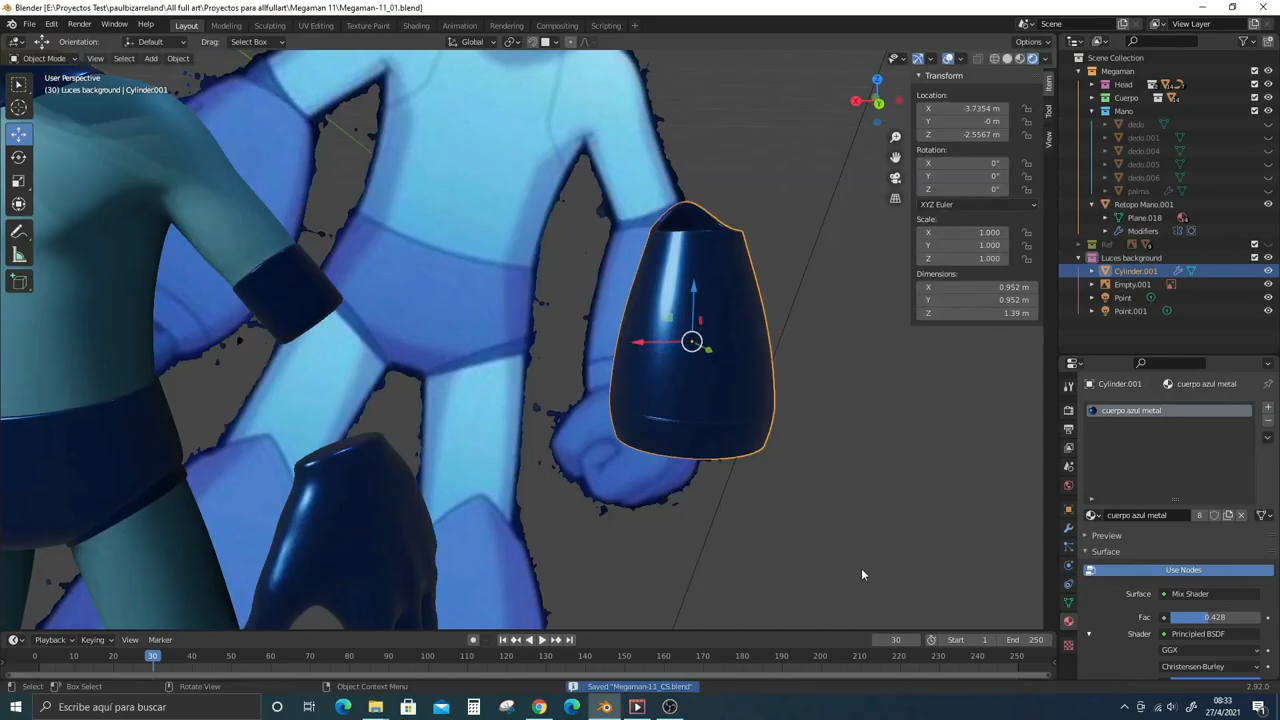 Blender [E:\Proyectos Test\paulbizarreland\All full art\Proyectos para allfullart\Megaman 11\Megaman-11_01.blend]
File Edit Render Window Help
Layout Modeling Sculpting UV Editing Texture Paint Shading Animation Rendering Compositing Scripting
Scene View Layer
Orientation: Default Drag: Select Box Global Options
Object Mode View Select Add Object
User Perspective
(30) Luces background | Cylinder.001
Z
X
Y
Item
Tool
View
Transform
Location:
X -3.7354 m
Y -0 m
Z -2.5567 m
Rotation:
X 0°
Y 0°
Z 0°
XYZ Euler
Scale:
X 1.000
Y 1.000
Z 1.000
Dimensions:
X 0.952 m
Y 0.952 m
Z 1.39 m
Scene Collection
Megaman
Head
Cuerpo
Mano
dedo
dedo.001
dedo.004
dedo.005
dedo.006
palma
Retopo Mano.001
Plane.018
Modifiers
Ref
Luces background
Cylinder.001
Empty.001
Point
Point.001
Cylinder.001 cuerpo azul metal
cuerpo azul metal
cuerpo azul metal 8
Preview
Surface
Use Nodes
Surface Mix Shader
Fac 0.428
Shader Principled BSDF
GGX
Christensen-Burley
Playback Keying View Marker 30 Start 1 End 250
0 10 20 30 40 50 60 70 80 90 100 110 120 130 140 150 160 170 180 190 200 210 220 230 240 250
Select Box Select Rotate View Object Context Menu Saved "Megaman-11_CS.blend" 2.92.0
Escribe aquí para buscar
08:33
27/4/2021